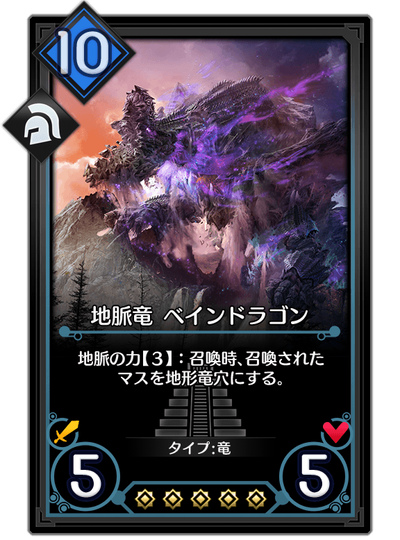 10
地脈竜 ベインドラゴン
地脈の力【3】：召喚時、召喚された
マスを地形竜穴にする。
タイプ:竜
5 5